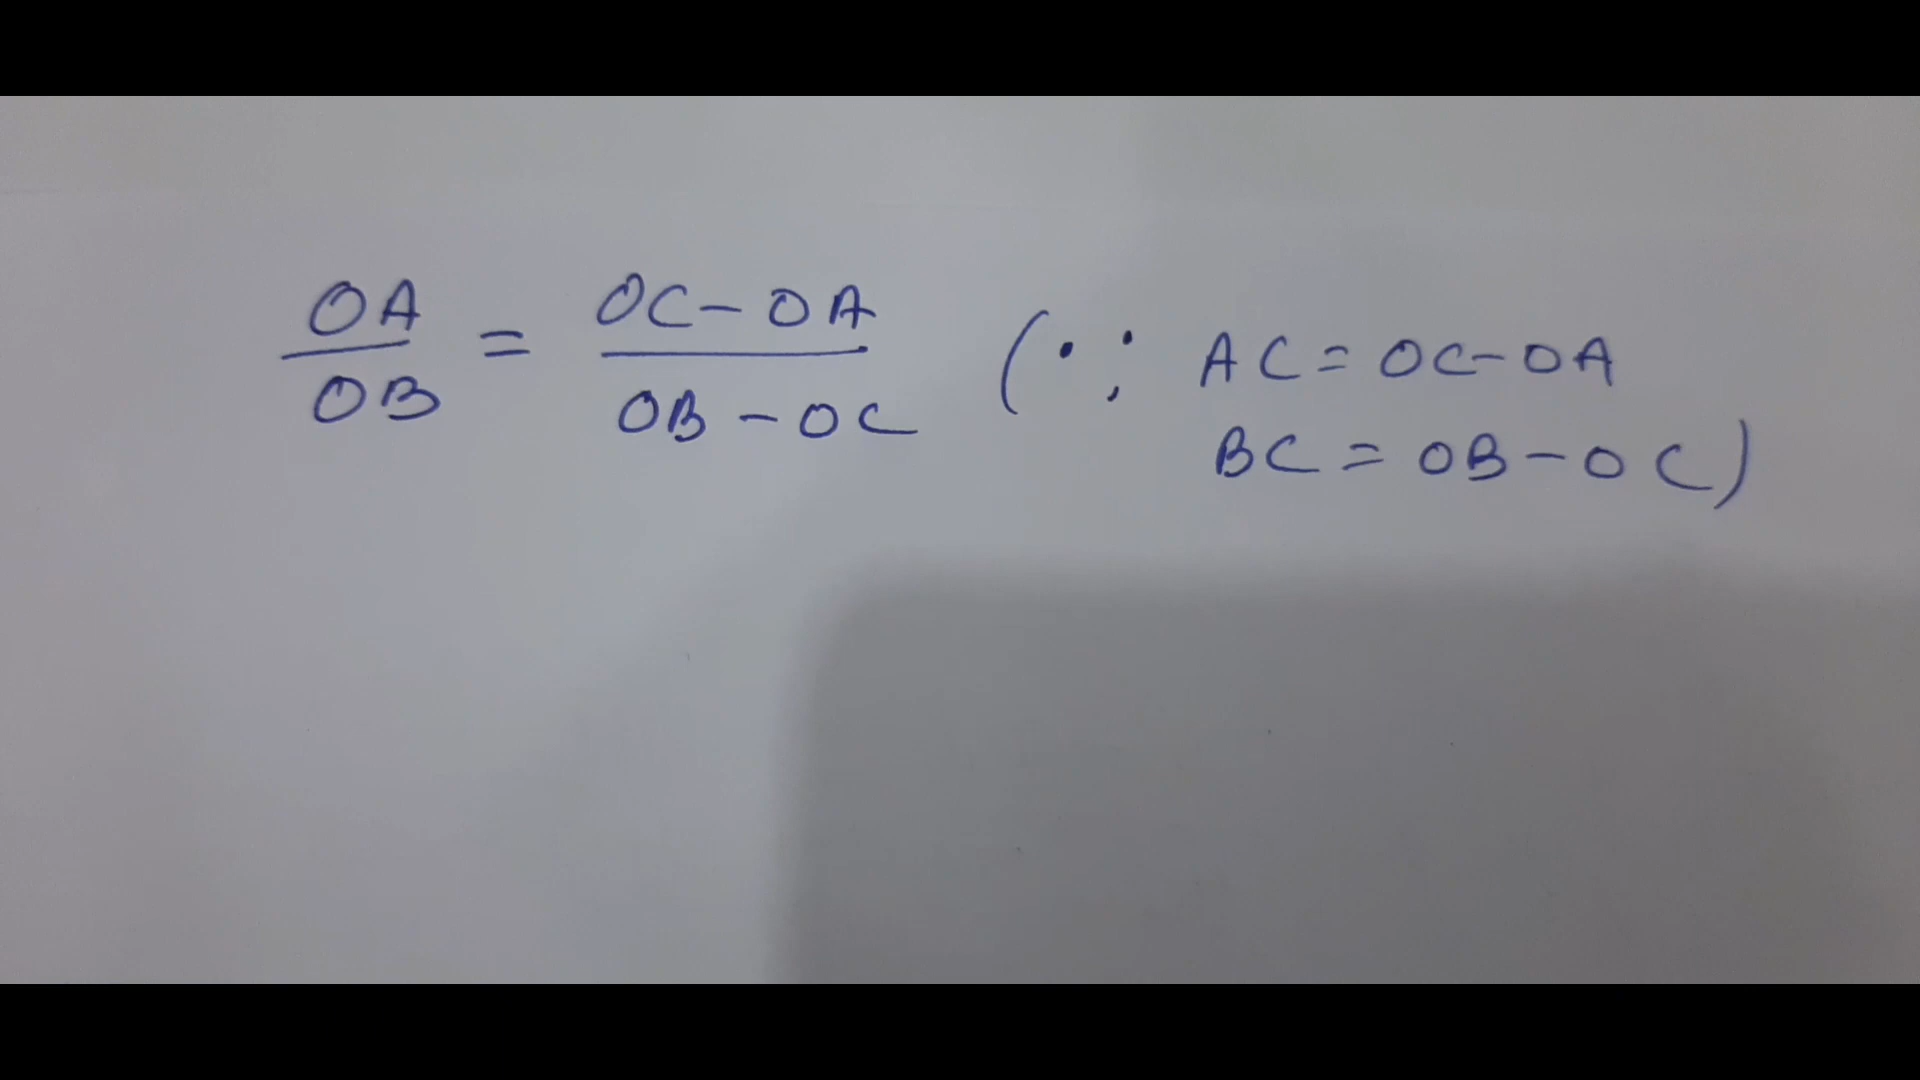 OA/OB = (OC - OA)/(OB - OC) (∵ AC = OC - OA
BC = OB - OC)